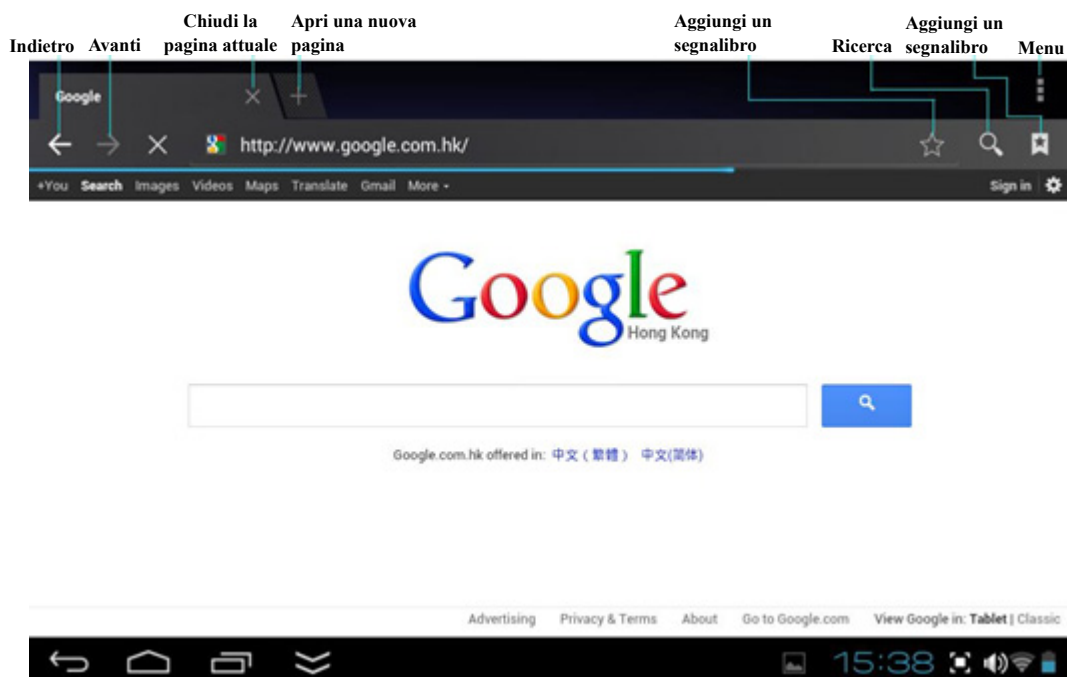 Chiudi la
pagina attuale
Apri una nuova
pagina
Aggiungi un
segnalibro
Aggiungi un
segnalibro
Indietro
Avanti
Ricerca
Menu
Google
http://www.google.com.hk/
+You Search Images Videos Maps Translate Gmail More
Sign in
Google
Hong Kong
Google.com.hk offered in: 中文（繁體） 中文(简体)
Advertising Privacy & Terms About Go to Google.com View Google in: Tablet | Classic
15:38